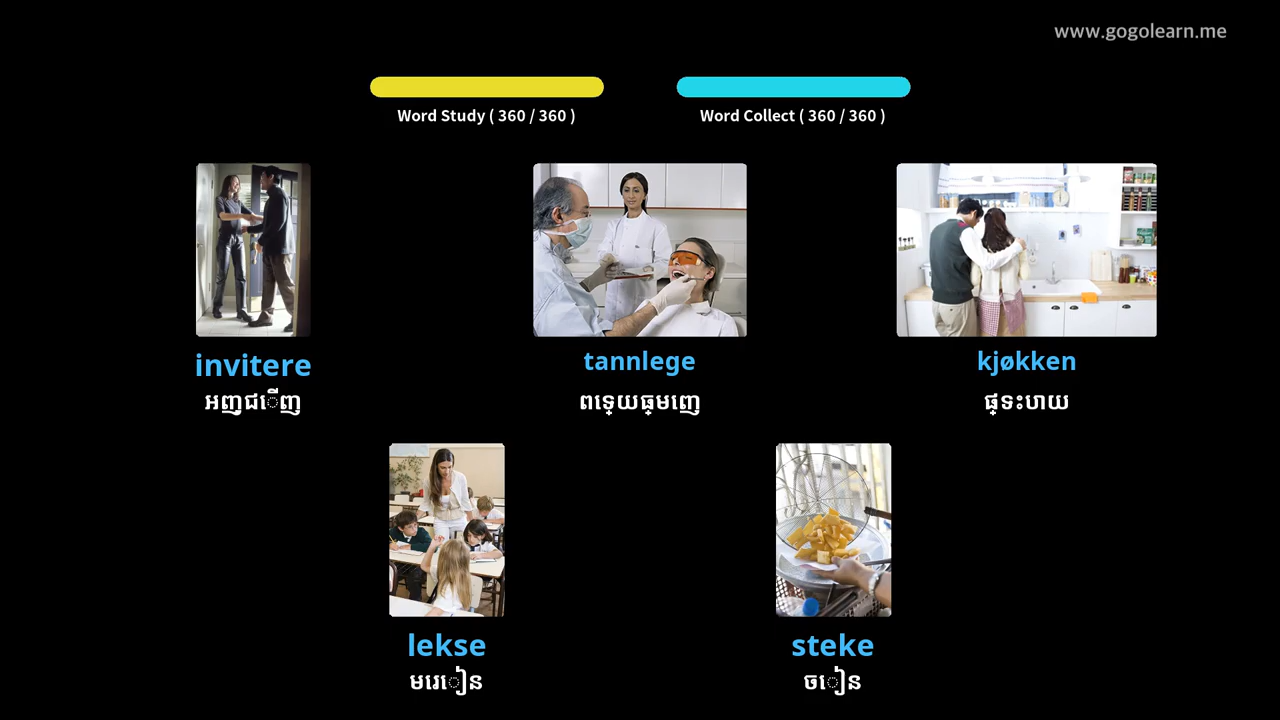 www.gogolearn.me
Word Study ( 360 / 360 )
Word Collect ( 360 / 360 )
invitere
tannlege
kjøkken
អញ្ជើញ
ពទ្យេធ្មេញ
ផ្ទះបាយ
lekse
steke
មេរៀន
ចៀន